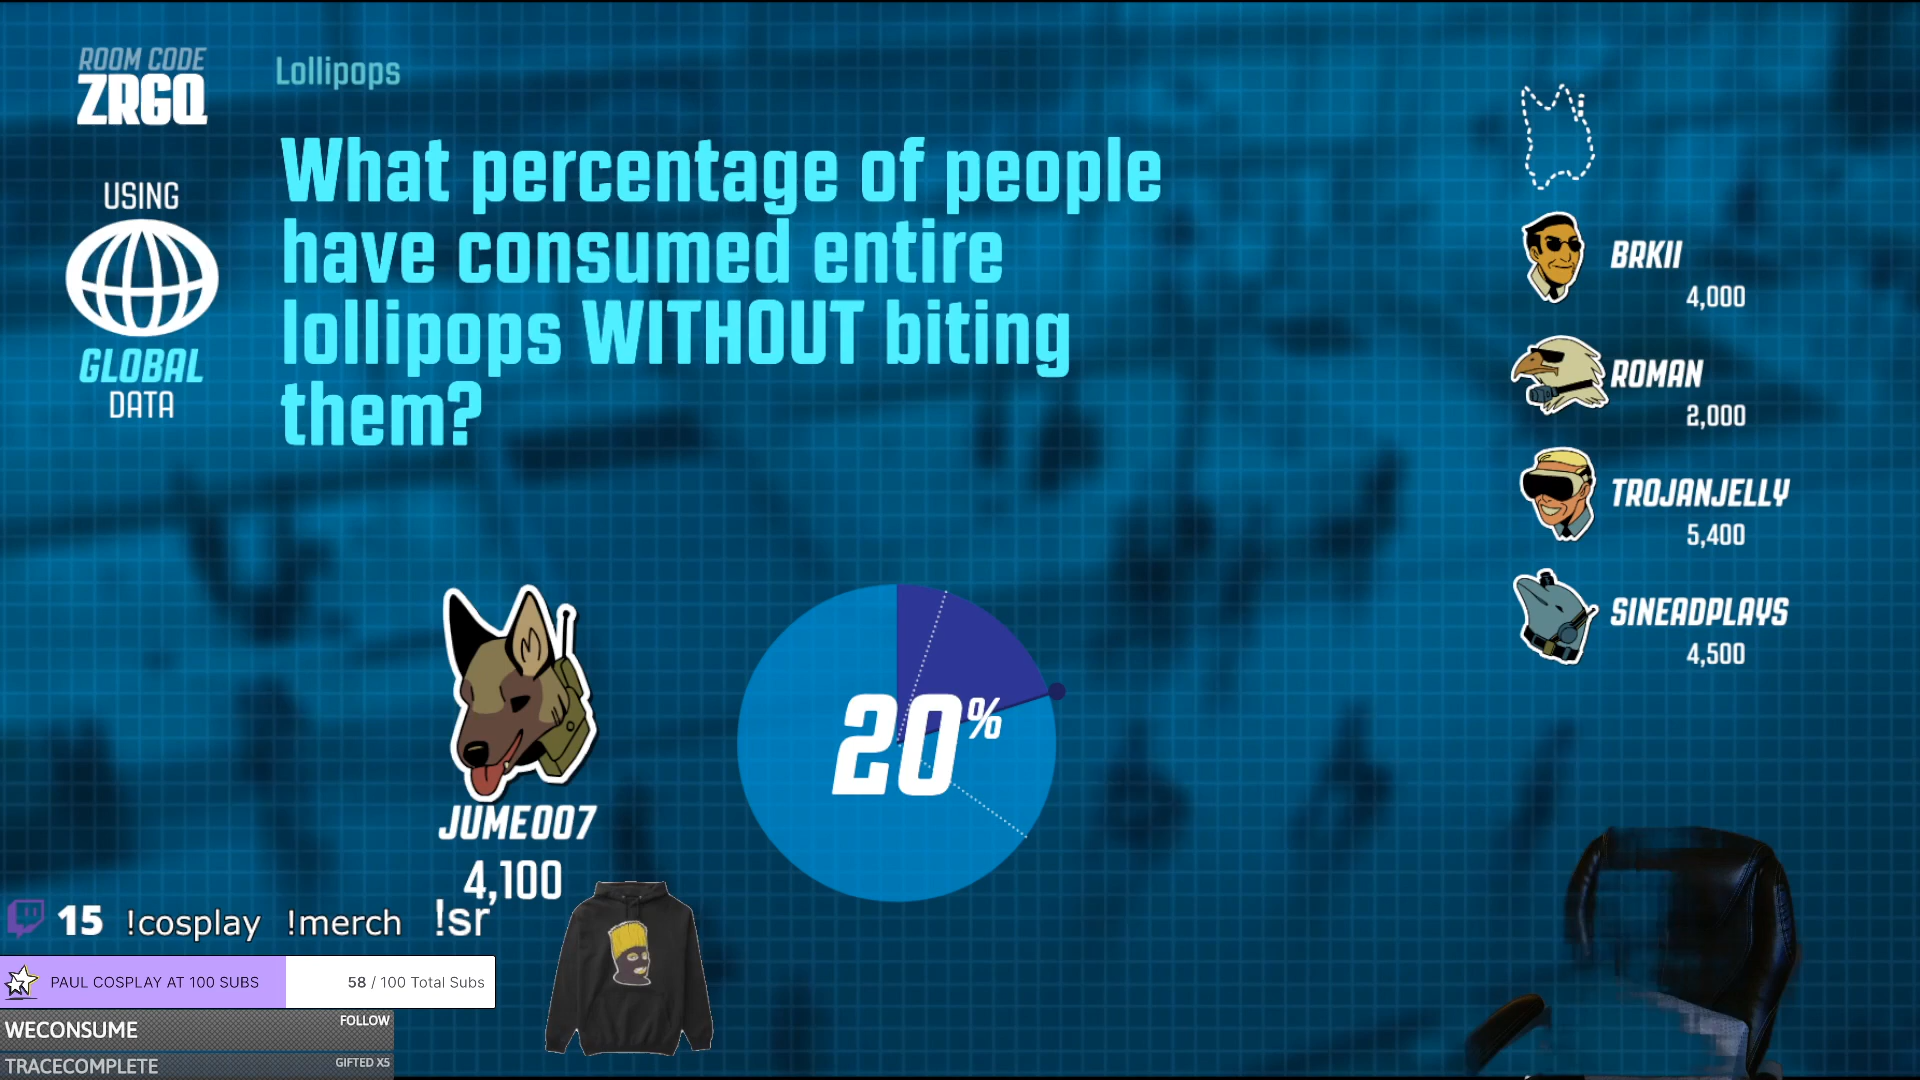 ROOM CODE
ZRGQ
USING
GLOBAL
DATA
Lollipops
What percentage of people
have consumed entire
lollipops WITHOUT biting
them?
BRKII
4,000
ROMAN
2,000
TROJANJELLY
5,400
SINEADPLAYS
4,500
20%
JUME007
4,100
15 !cosplay !merch !sr
PAUL COSPLAY AT 100 SUBS 58 / 100 Total Subs
WECONSUME FOLLOW
TRACECOMPLETE GIFTED X5